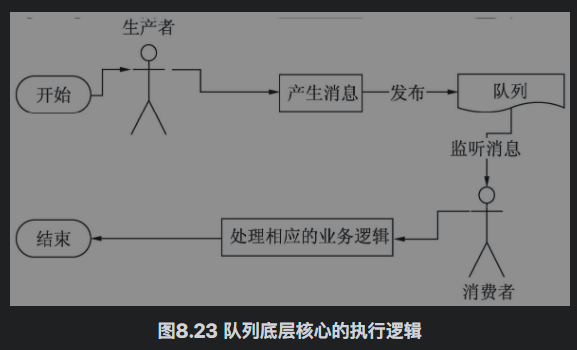 生产者
开始
产生消息
发布
队列
监听消息
结束
处理相应的业务逻辑
消费者
图8.23 队列底层核心的执行逻辑